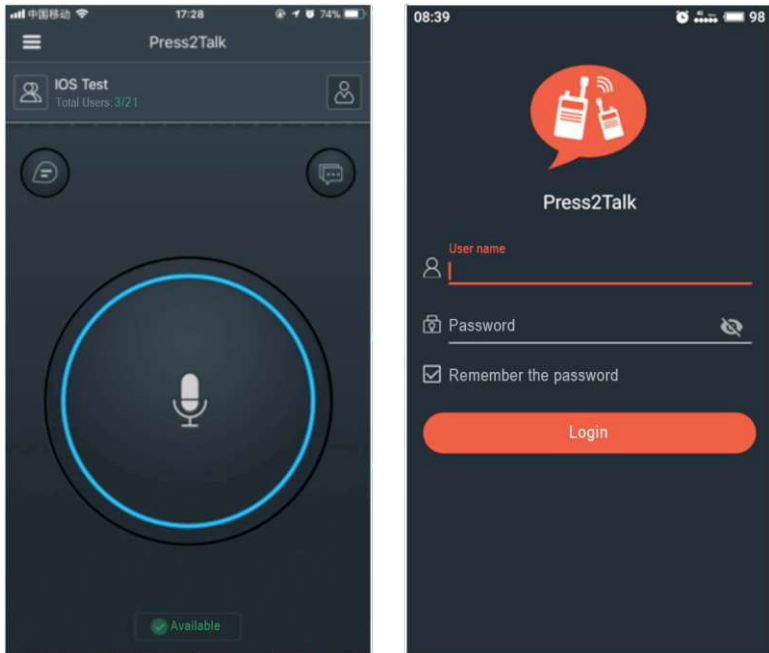 中国移动 17:28 74%
Press2Talk
IOS Test
Total Users:3/21
Available
08:39 98
Press2Talk
User name
Password
Remember the password
Login